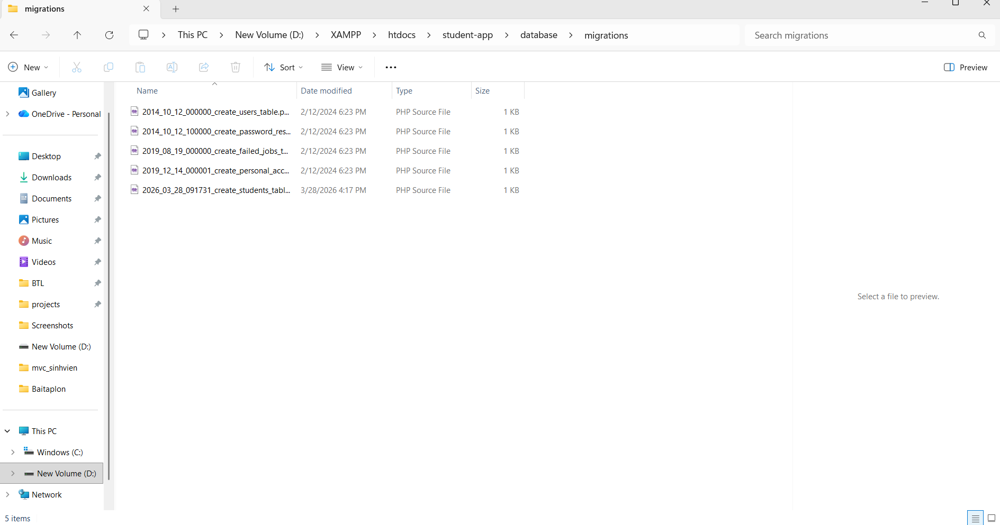 migrations
This PC > New Volume (D:) > XAMPP > htdocs > student-app > database > migrations
Search migrations
New
Sort
View
Preview
Gallery
OneDrive - Personal
Desktop
Downloads
Documents
Pictures
Music
Videos
BTL
projects
Screenshots
New Volume (D:)
mvc_sinhvien
Baitaplon
This PC
Windows (C:)
New Volume (D:)
Network
Name Date modified Type Size
2014_10_12_000000_create_users_table.p... 2/12/2024 6:23 PM PHP Source File 1 KB
2014_10_12_100000_create_password_res... 2/12/2024 6:23 PM PHP Source File 1 KB
2019_08_19_000000_create_failed_jobs_t... 2/12/2024 6:23 PM PHP Source File 1 KB
2019_12_14_000001_create_personal_acc... 2/12/2024 6:23 PM PHP Source File 1 KB
2026_03_28_091731_create_students_tabl... 3/28/2026 4:17 PM PHP Source File 1 KB
Select a file to preview.
5 items